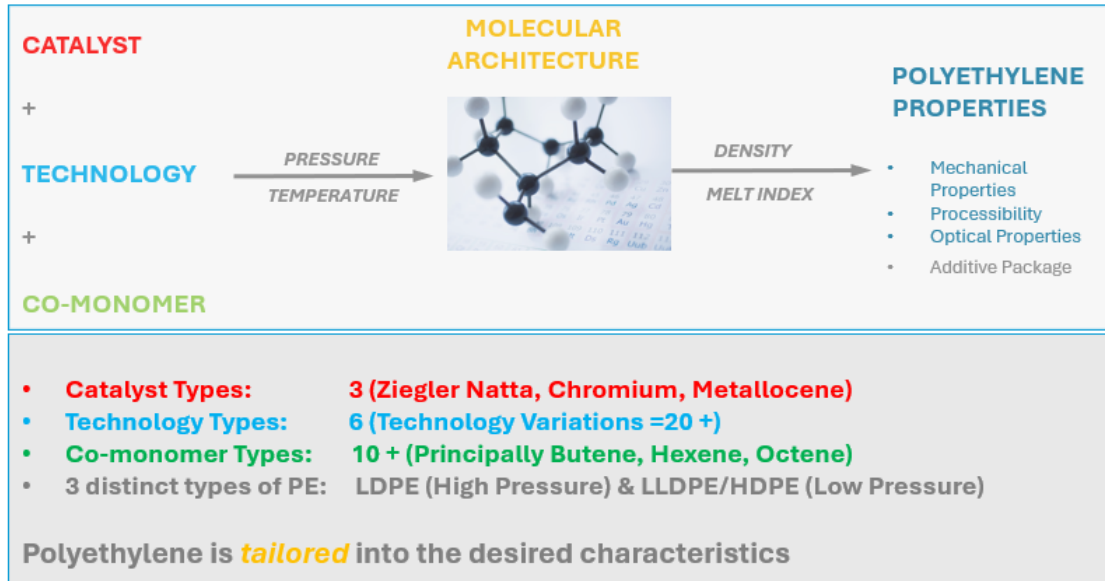 CATALYST
+
TECHNOLOGY
+
CO-MONOMER
PRESSURE
TEMPERATURE
MOLECULAR
ARCHITECTURE
DENSITY
MELT INDEX
POLYETHYLENE
PROPERTIES
• Mechanical
Properties
• Processibility
• Optical Properties
• Additive Package
• Catalyst Types: 3 (Ziegler Natta, Chromium, Metallocene)
• Technology Types: 6 (Technology Variations =20 +)
• Co-monomer Types: 10 + (Principally Butene, Hexene, Octene)
• 3 distinct types of PE: LDPE (High Pressure) & LLDPE/HDPE (Low Pressure)
Polyethylene is tailored into the desired characteristics